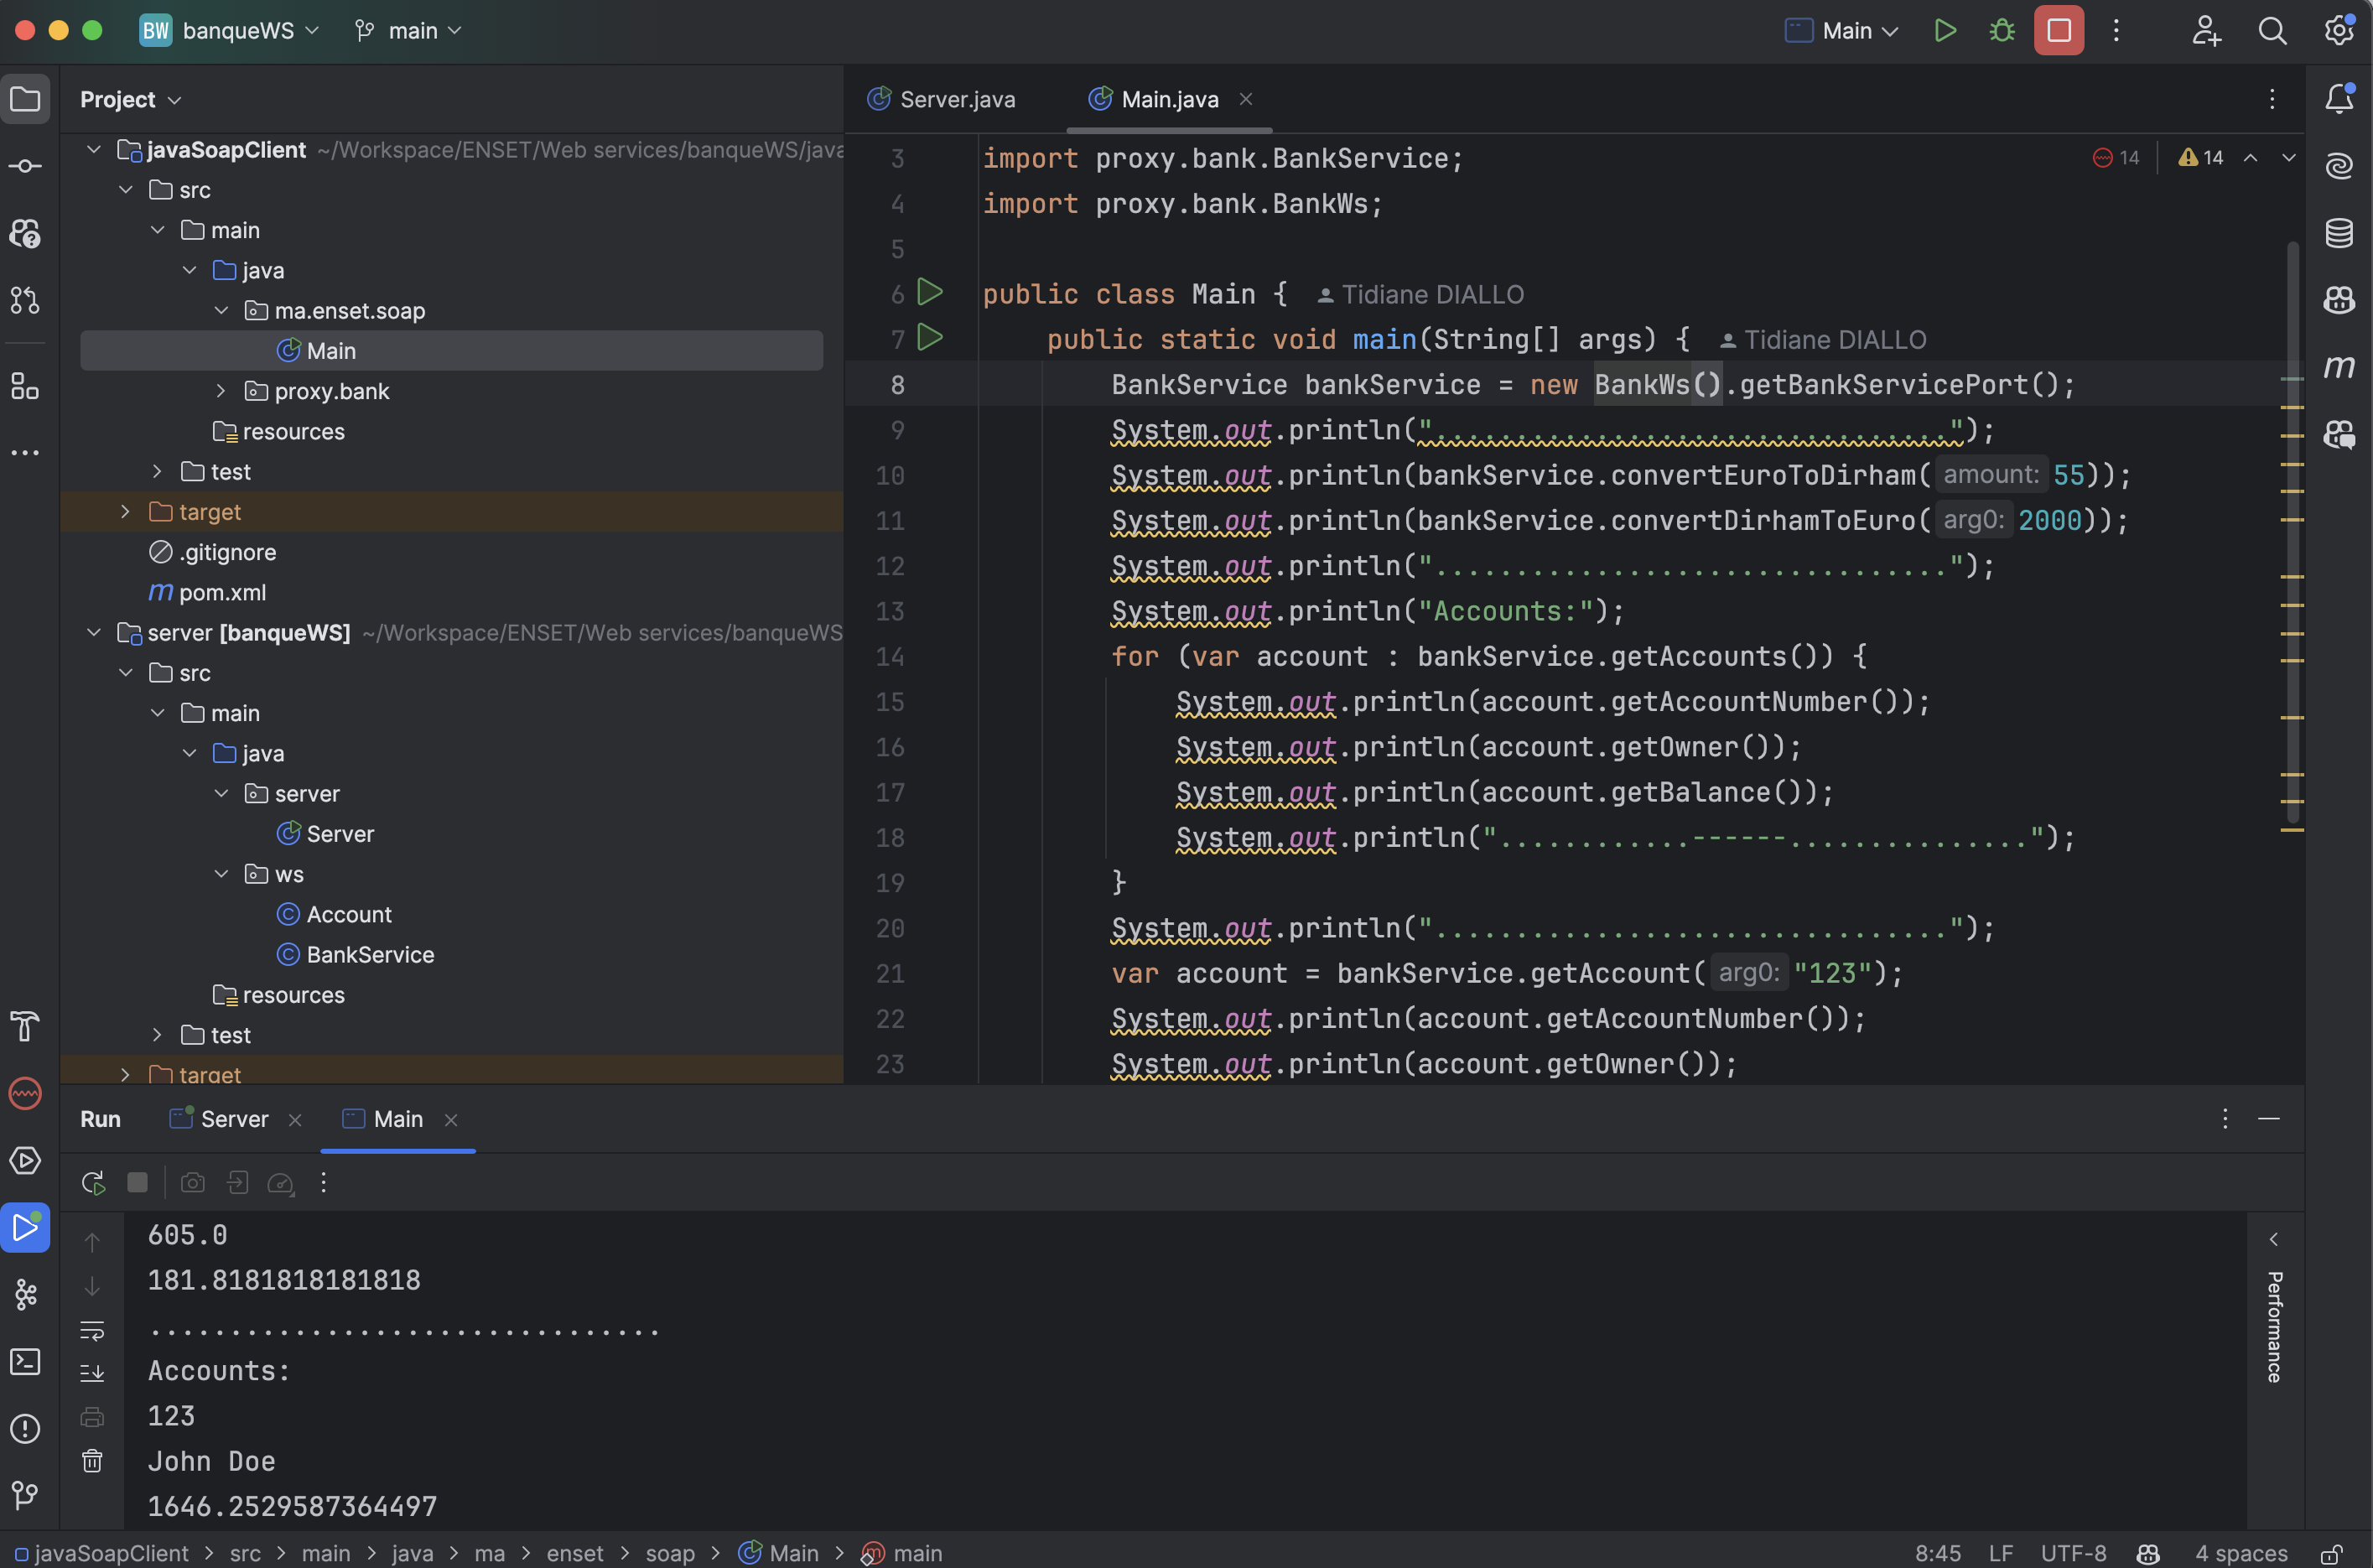 BW banqueWS main Main
Project
javaSoapClient ~/Workspace/ENSET/Web services/banqueWS/java
src
main
java
ma.enset.soap
Main
proxy.bank
resources
test
target
.gitignore
pom.xml
server [banqueWS] ~/Workspace/ENSET/Web services/banqueWS
src
main
java
server
Server
ws
Account
BankService
resources
test
target
Server.java Main.java
14 14
3 import proxy.bank.BankService;
4 import proxy.bank.BankWs;
5
6 public class Main { Tidiane DIALLO
7 public static void main(String[] args) { Tidiane DIALLO
8 BankService bankService = new BankWs().getBankServicePort();
9 System.out.println("................................");
10 System.out.println(bankService.convertEuroToDirham( amount: 55));
11 System.out.println(bankService.convertDirhamToEuro( arg0: 2000));
12 System.out.println("................................");
13 System.out.println("Accounts:");
14 for (var account : bankService.getAccounts()) {
15 System.out.println(account.getAccountNumber());
16 System.out.println(account.getOwner());
17 System.out.println(account.getBalance());
18 System.out.println("............------...............");
19 }
20 System.out.println("................................");
21 var account = bankService.getAccount( arg0: "123");
22 System.out.println(account.getAccountNumber());
23 System.out.println(account.getOwner());
Run Server Main
605.0
181.8181818181818
................................
Accounts:
123
John Doe
1646.2529587364497
Performance
javaSoapClient > src > main > java > ma > enset > soap > Main > main 8:45 LF UTF-8 4 spaces